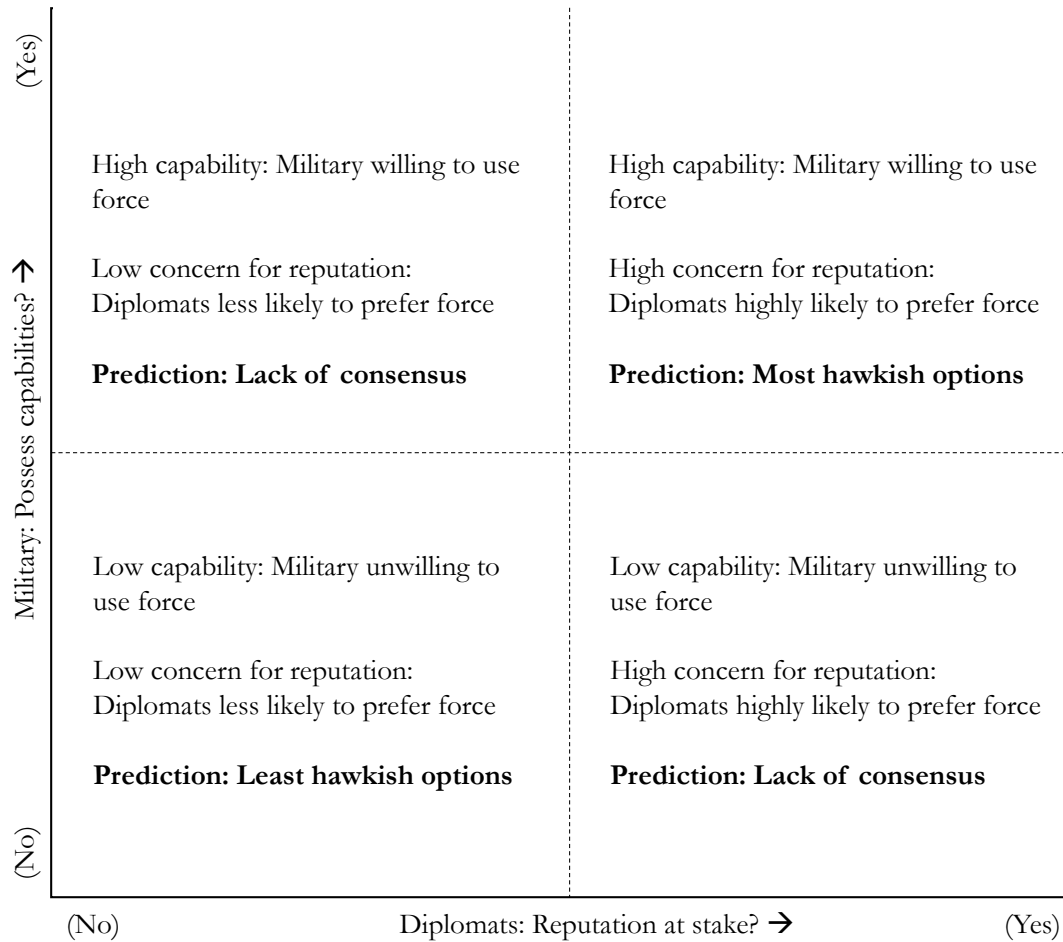 (Yes)
High capability: Military willing to use
force
Low concern for reputation:
Diplomats less likely to prefer force
Prediction: Lack of consensus
High capability: Military willing to use
force
High concern for reputation:
Diplomats highly likely to prefer force
Prediction: Most hawkish options
Military: Possess capabilities? →
Low capability: Military unwilling to
use force
Low concern for reputation:
Diplomats less likely to prefer force
Prediction: Least hawkish options
Low capability: Military unwilling to
use force
High concern for reputation:
Diplomats highly likely to prefer force
Prediction: Lack of consensus
(No)
(No)
Diplomats: Reputation at stake? →
(Yes)